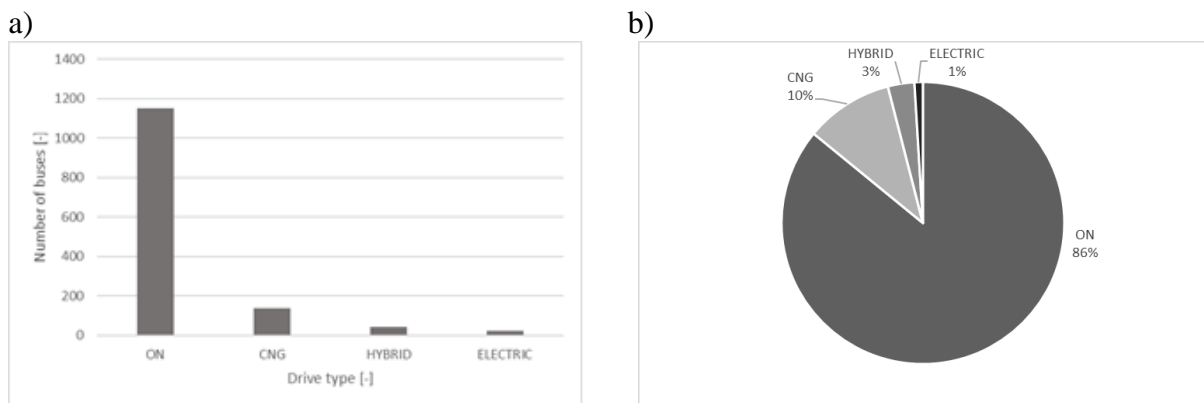 a)
1400
1200
1000
800
600
400
200
0
Number of buses [-]
ON CNG HYBRID ELECTRIC
Drive type [-]
b)
HYBRID
3%
ELECTRIC
1%
CNG
10%
ON
86%